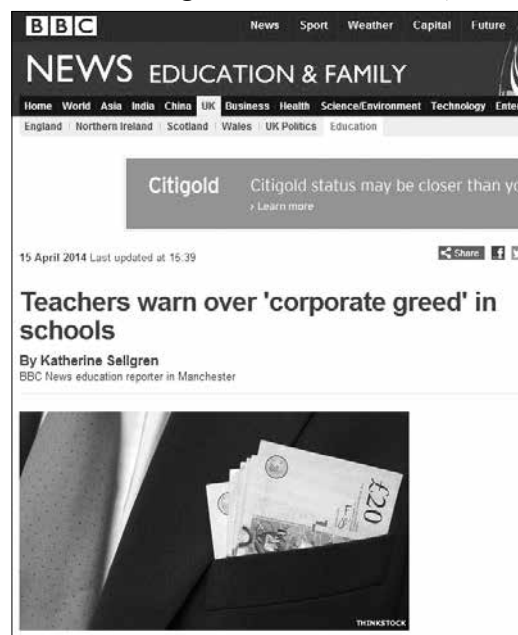 BBC News Sport Weather Capital Future
NEWS EDUCATION & FAMILY
Home World Asia India China UK Business Health Science/Environment Technology
England Northern Ireland Scotland Wales UK Politics Education
Citigold Citigold status may be closer than
› Learn more
15 April 2014 Last updated at 15:39 Share f
Teachers warn over 'corporate greed' in
schools
By Katherine Sellgren
BBC News education reporter in Manchester
£20
THINKSTOCK